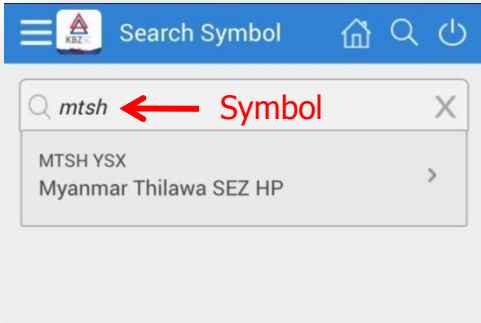 KBZSC
Search Symbol
mtsh
Symbol
MTSH YSX
Myanmar Thilawa SEZ HP